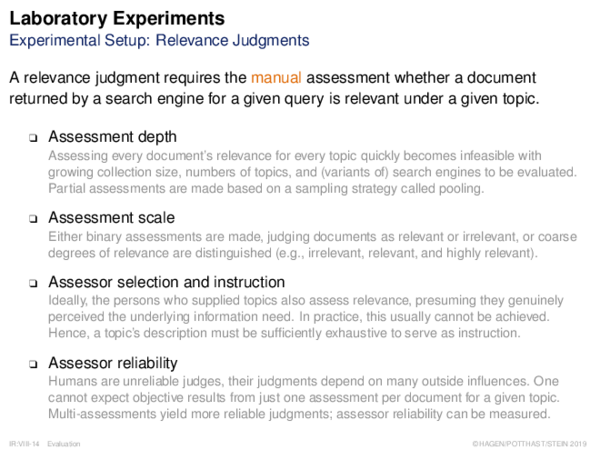 Laboratory Experiments
Experimental Setup: Relevance Judgments
A relevance judgment requires the manual assessment whether a document
returned by a search engine for a given query is relevant under a given topic.
❑ Assessment depth
Assessing every document's relevance for every topic quickly becomes infeasible with
growing collection size, numbers of topics, and (variants of) search engines to be evaluated.
Partial assessments are made based on a sampling strategy called pooling.
❑ Assessment scale
Either binary assessments are made, judging documents as relevant or irrelevant, or coarse
degrees of relevance are distinguished (e.g., irrelevant, relevant, and highly relevant).
❑ Assessor selection and instruction
Ideally, the persons who supplied topics also assess relevance, presuming they genuinely
perceived the underlying information need. In practice, this usually cannot be achieved.
Hence, a topic's description must be sufficiently exhaustive to serve as instruction.
❑ Assessor reliability
Humans are unreliable judges, their judgments depend on many outside influences. One
cannot expect objective results from just one assessment per document for a given topic.
Multi-assessments yield more reliable judgments; assessor reliability can be measured.
IR:VIII-14 Evaluation ©HAGEN/POTTHAST/STEIN 2019